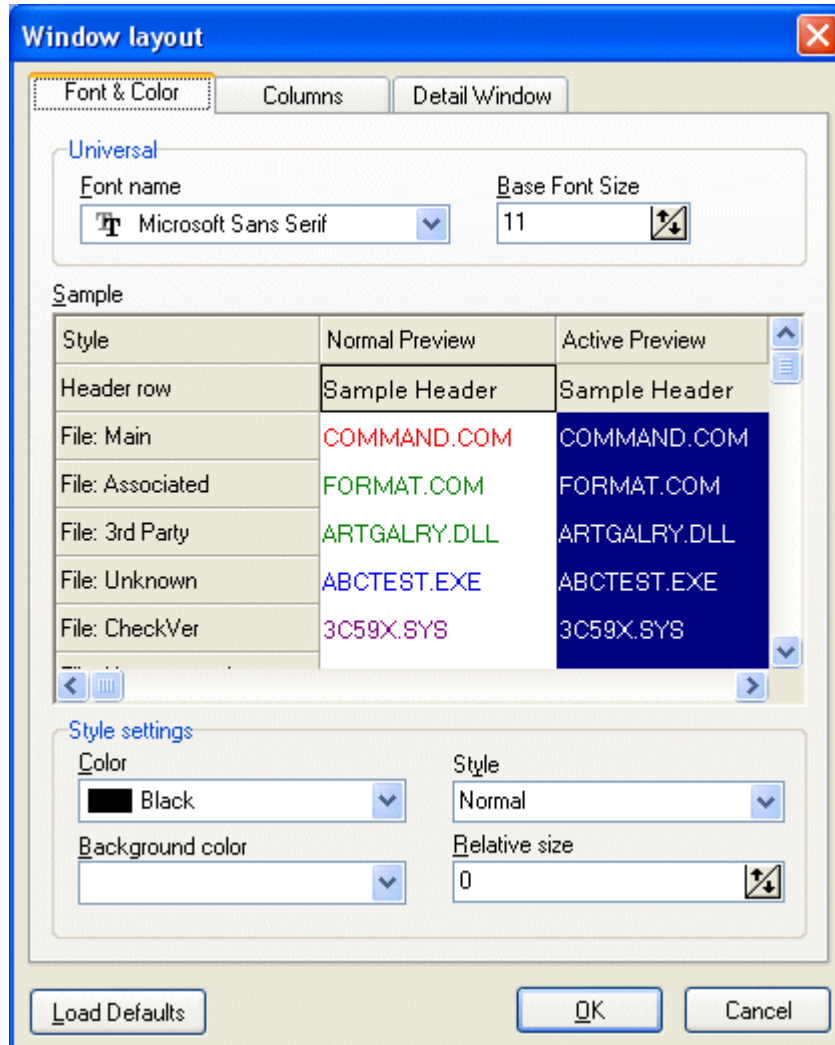 Window layout
Font & Color Columns Detail Window
Universal
Font name Base Font Size
Microsoft Sans Serif 11
Sample
Style Normal Preview Active Preview
Header row Sample Header Sample Header
File: Main COMMAND.COM COMMAND.COM
File: Associated FORMAT.COM FORMAT.COM
File: 3rd Party ARTGALRY.DLL ARTGALRY.DLL
File: Unknown ABCTEST.EXE ABCTEST.EXE
File: CheckVer 3C59X.SYS 3C59X.SYS
Style settings
Color Style
Black Normal
Background color Relative size
0
Load Defaults OK Cancel